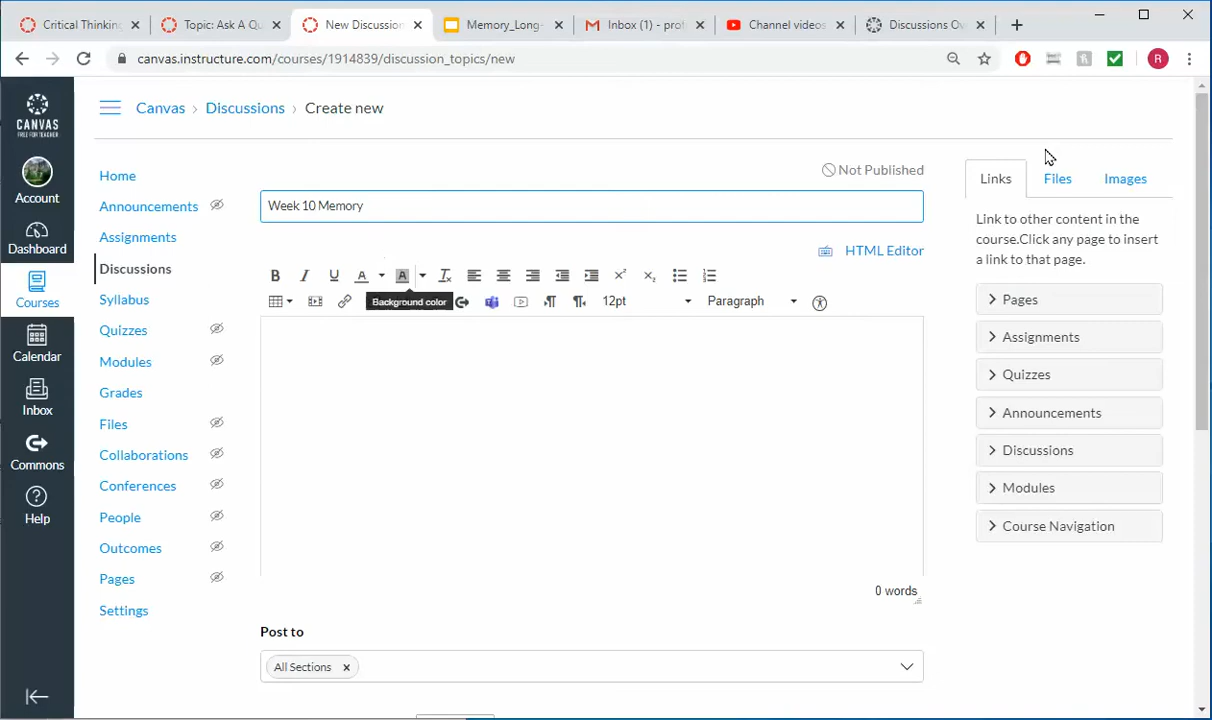 Critical Thinking
Topic: Ask A Qu
New Discussion
Memory_Long-
Inbox (1) - prof
Channel videos
Discussions Ov
canvas.instructure.com/courses/1914839/discussion_topics/new
R
CANVAS
FREE FOR TEACHER
Account
Dashboard
Courses
Calendar
Inbox
Commons
Help
Canvas › Discussions › Create new
Home
Announcements
Assignments
Discussions
Syllabus
Quizzes
Modules
Grades
Files
Collaborations
Conferences
People
Outcomes
Pages
Settings
Not Published
Week 10 Memory
HTML Editor
B I U A A
12pt Paragraph
Background color
0 words
Post to
All Sections
Links Files Images
Link to other content in the
course.Click any page to insert
a link to that page.
Pages
Assignments
Quizzes
Announcements
Discussions
Modules
Course Navigation